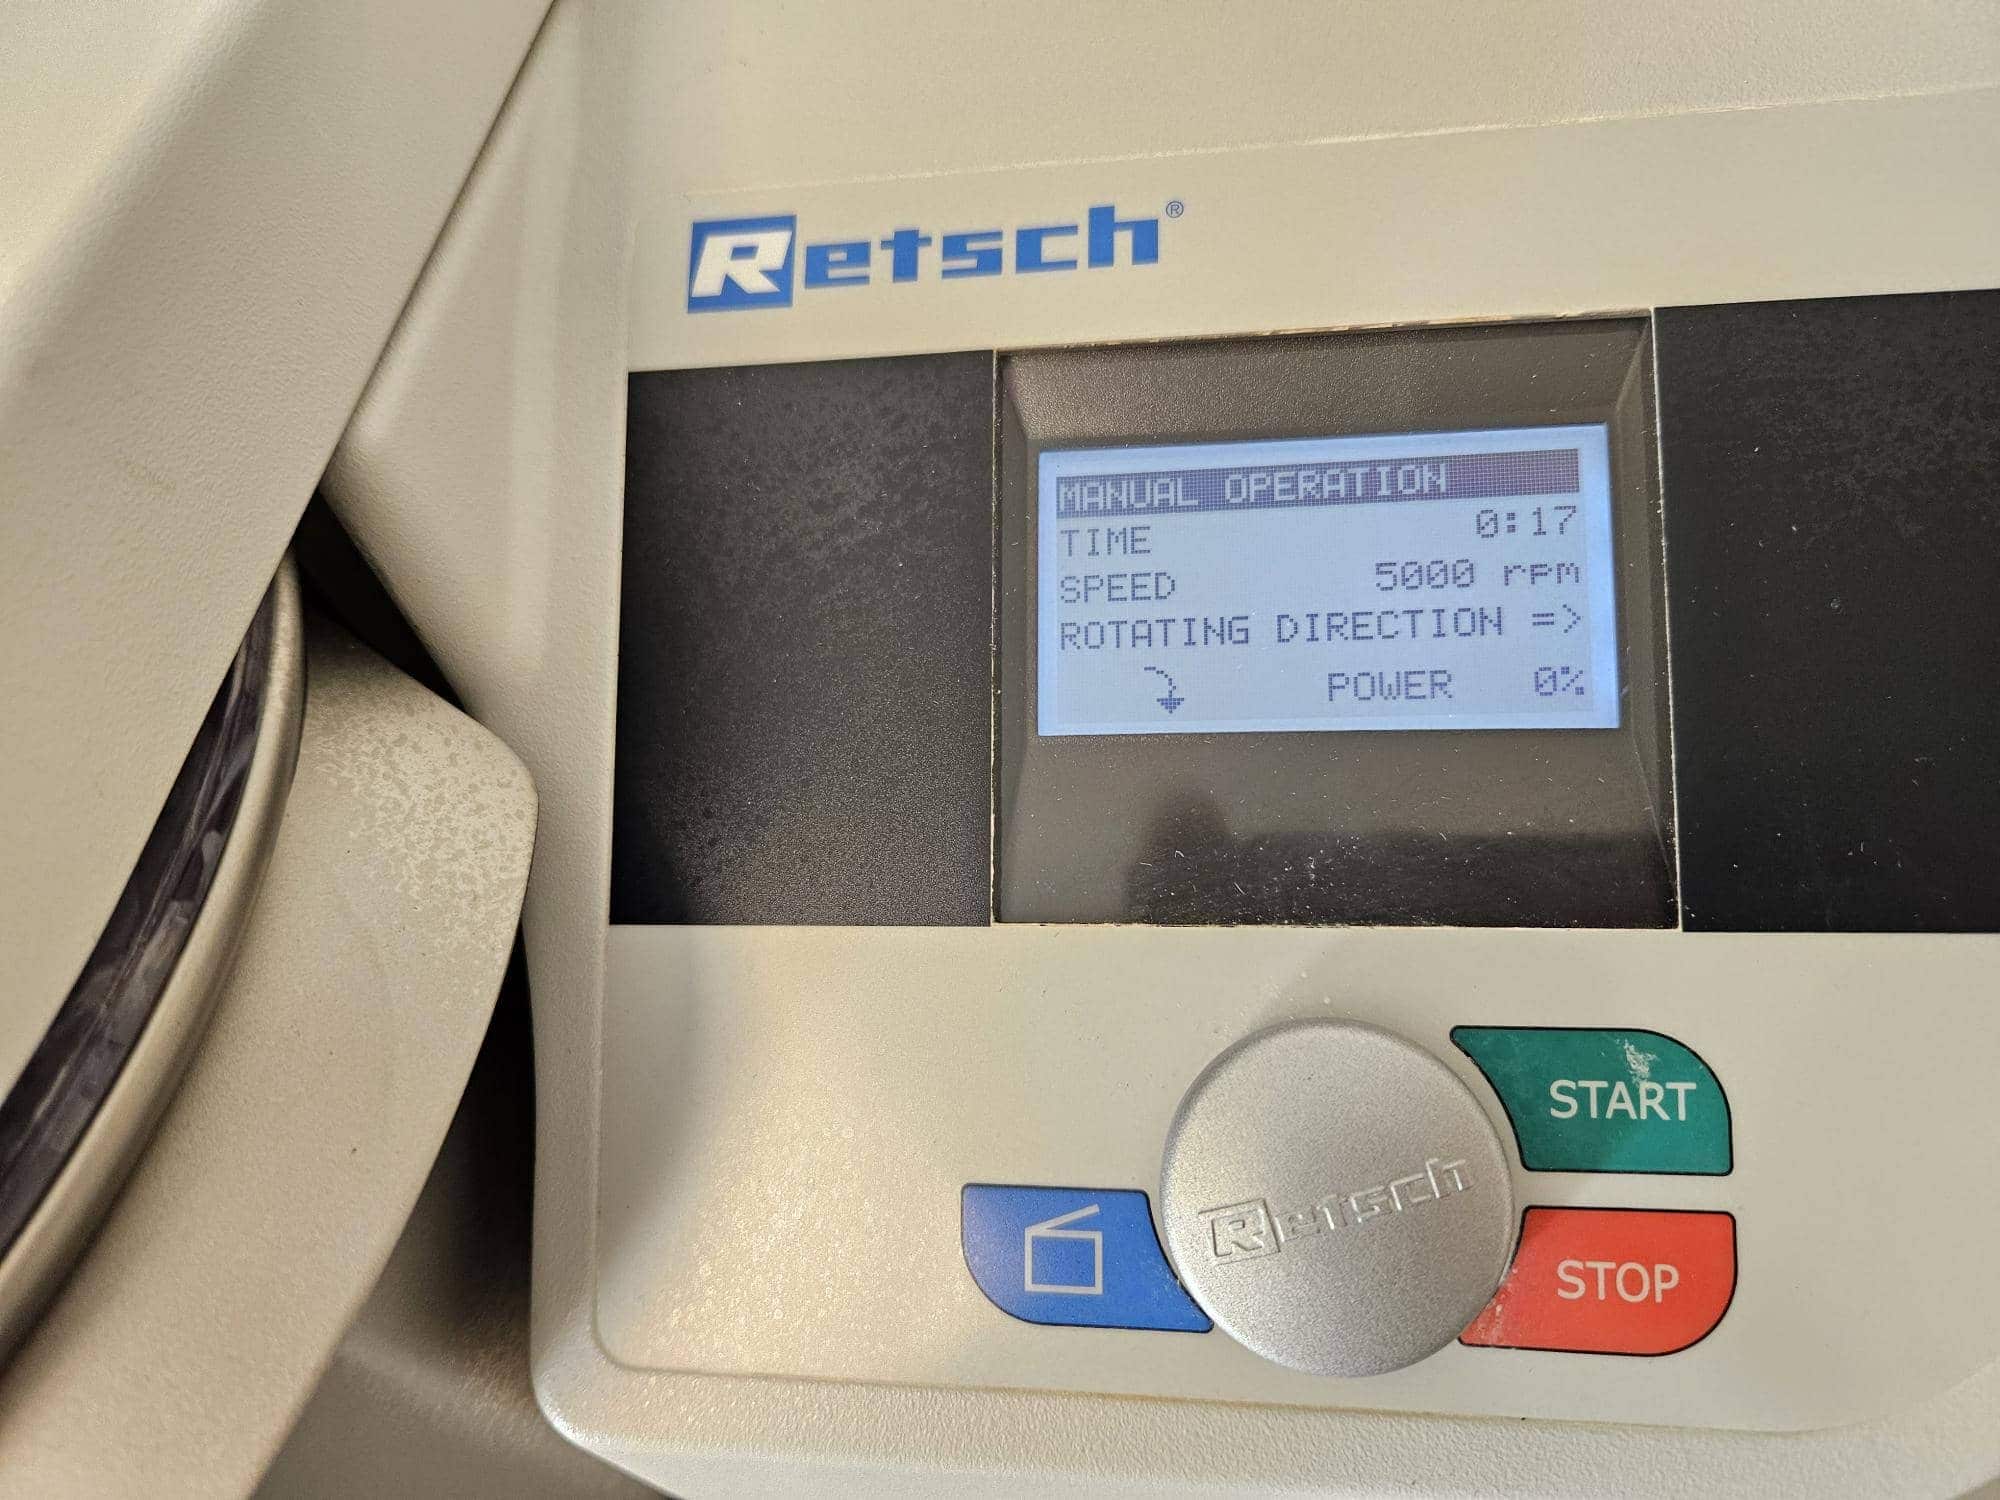 Retsch®
MANUAL OPERATION
TIME 0:17
SPEED 5000 rpm
ROTATING DIRECTION =>
POWER 0%
START
Retsch
STOP